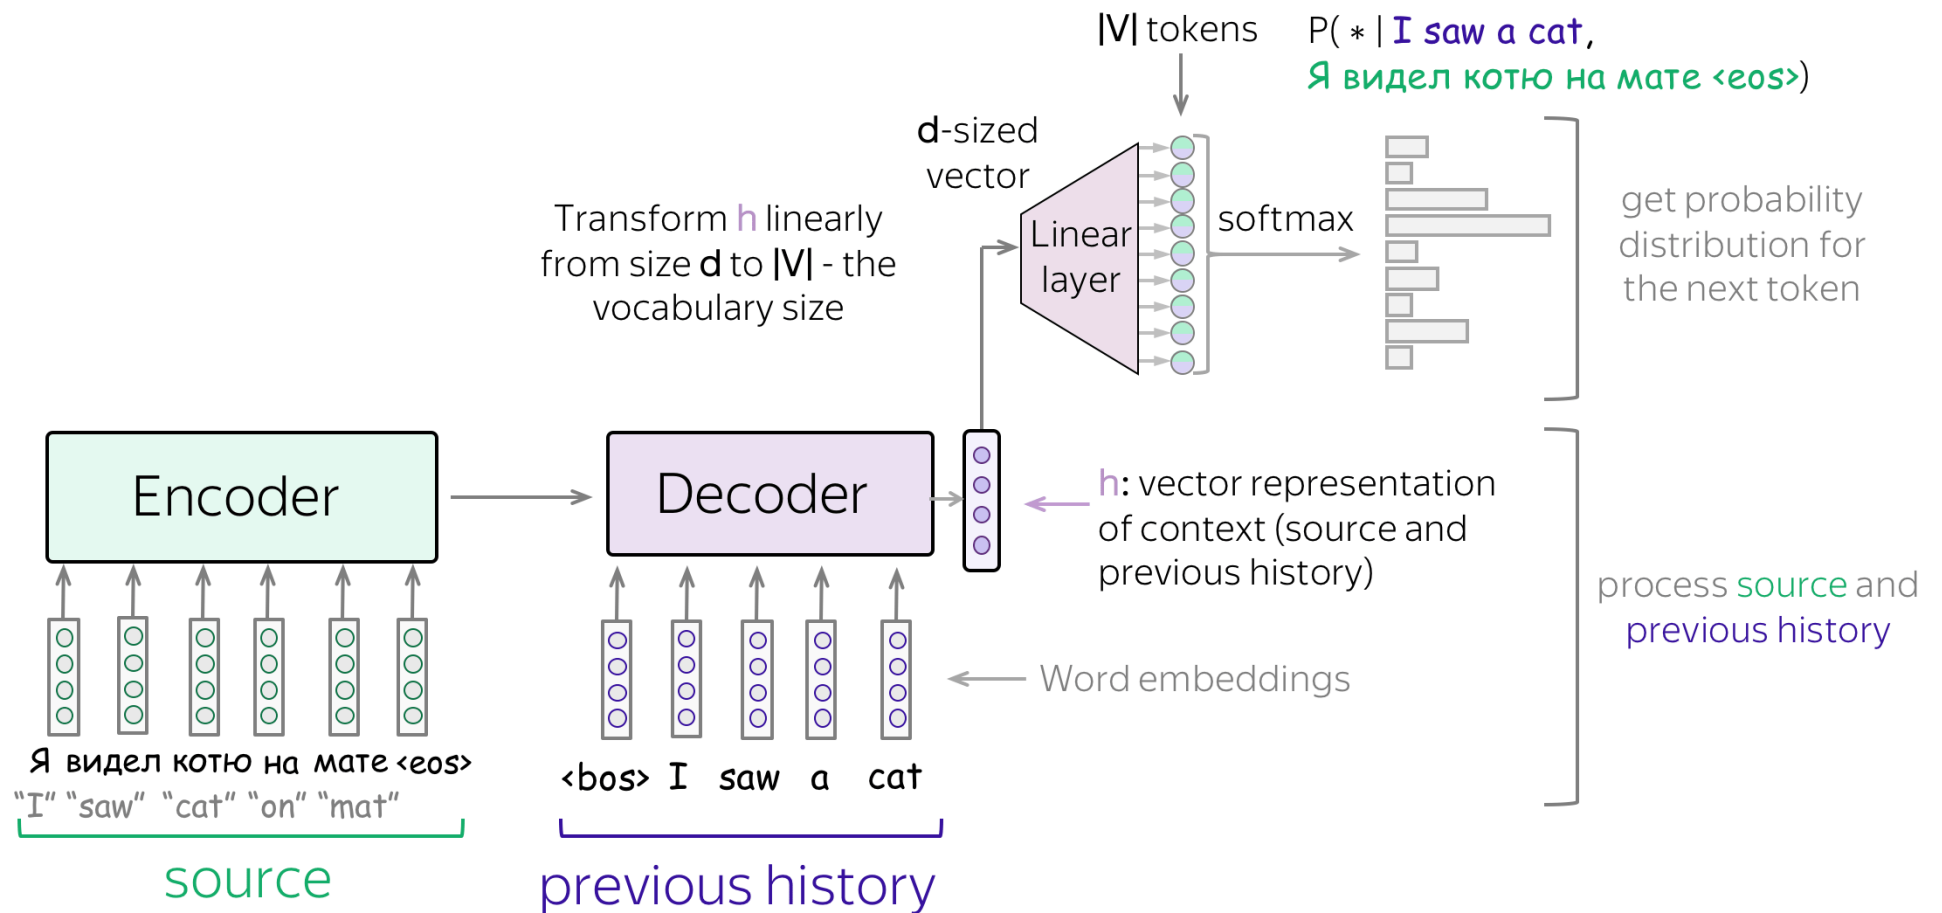 |V| tokens
P( * | I saw a cat,
Я видел котю на мате <eos>)
d-sized
vector
Transform h linearly
from size d to |V| - the
vocabulary size
Linear
layer
softmax
get probability
distribution for
the next token
Encoder
Decoder
h: vector representation
of context (source and
previous history)
process source and
previous history
Word embeddings
Я видел котю на мате <eos>
"I" "saw" "cat" "on" "mat"
<bos> I saw a cat
source
previous history